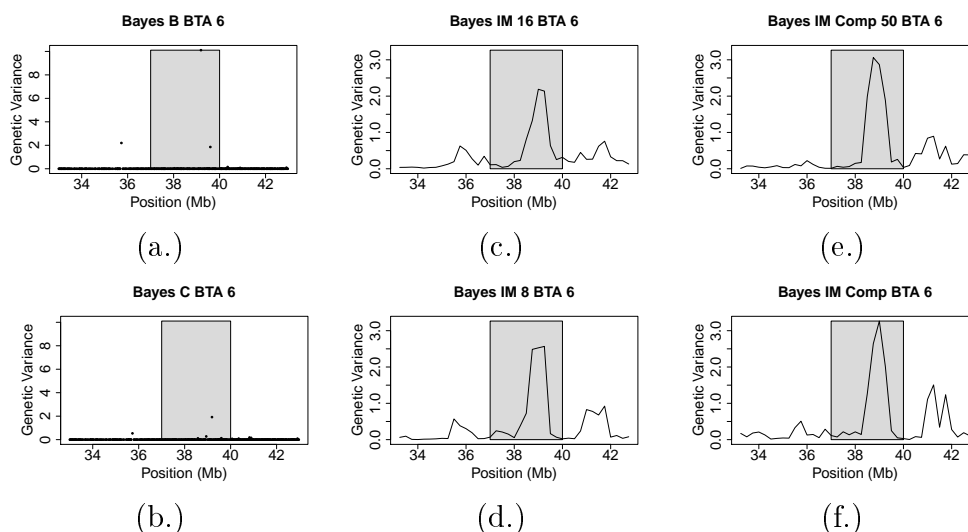 Bayes B BTA 6
Genetic Variance
0 2 4 6 8 10
34 36 38 40 42
Position (Mb)
(a.)
Bayes IM 16 BTA 6
Genetic Variance
0.0 1.0 2.0 3.0
34 36 38 40 42
Position (Mb)
(c.)
Bayes IM Comp 50 BTA 6
Genetic Variance
0.0 1.0 2.0 3.0
34 36 38 40 42
Position (Mb)
(e.)
Bayes C BTA 6
Genetic Variance
0 2 4 6 8
34 36 38 40 42
Position (Mb)
(b.)
Bayes IM 8 BTA 6
Genetic Variance
0.0 1.0 2.0 3.0
34 36 38 40 42
Position (Mb)
(d.)
Bayes IM Comp BTA 6
Genetic Variance
0.0 1.0 2.0 3.0
34 36 38 40 42
Position (Mb)
(f.)